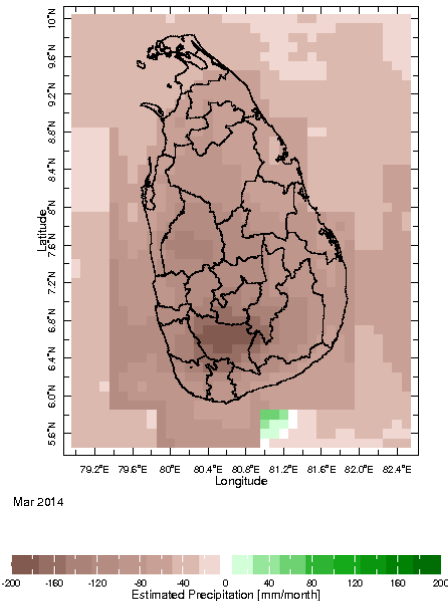 10°N
9.6°N
9.2°N
8.8°N
8.4°N
8°N
7.6°N
7.2°N
6.8°N
6.4°N
6.0°N
5.6°N
Latitude
79.2°E 79.6°E 80°E 80.4°E 80.8°E 81.2°E 81.6°E 82.0°E 82.4°E
Longitude
Mar 2014
-200 -160 -120 -80 -40 0 40 80 120 160 200
Estimated Precipitation [mm/month]